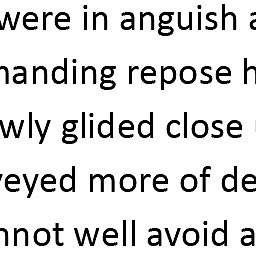 were in anguish a
manding repose h
wly glided close
veyed more of de
nnot well avoid a